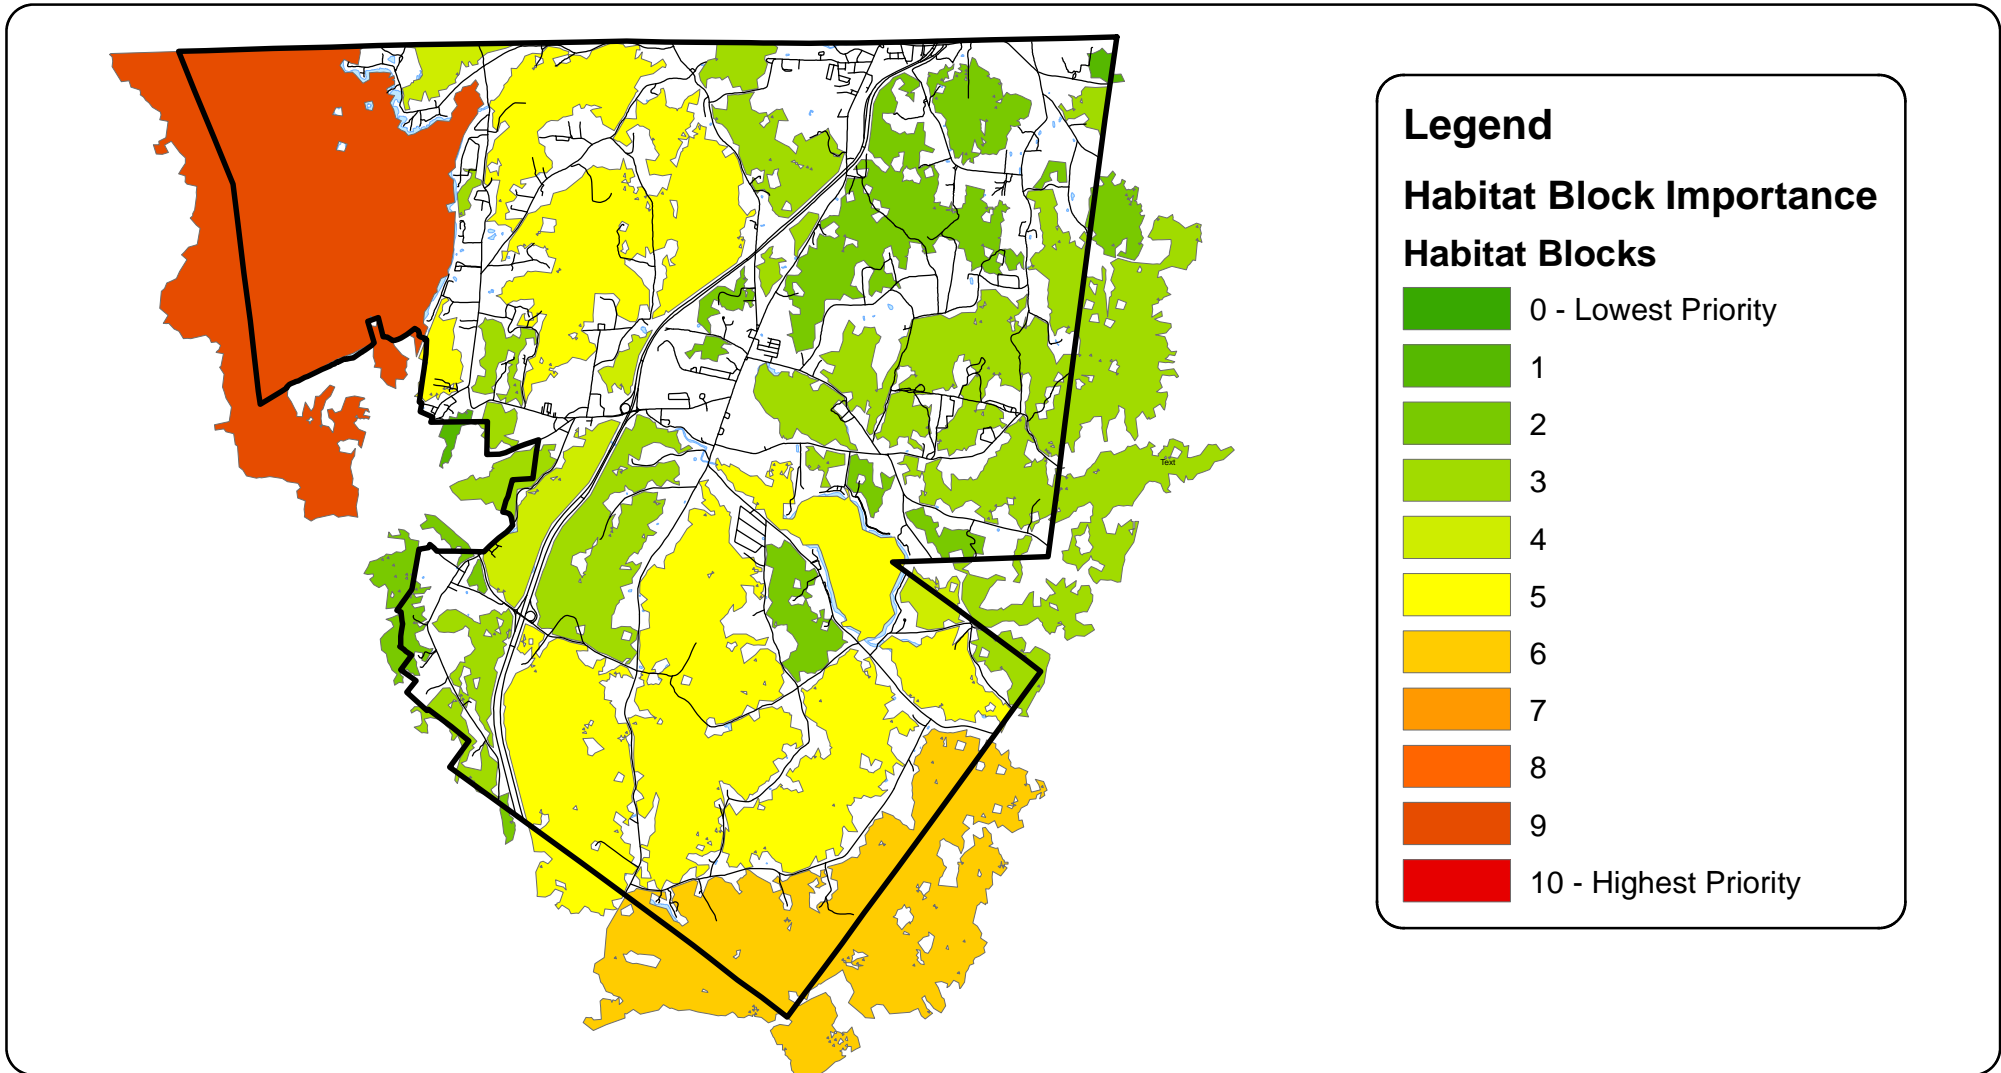 Legend
Habitat Block Importance
Habitat Blocks
0 - Lowest Priority
1
2
3
4
5
6
7
8
9
10 - Highest Priority
Text